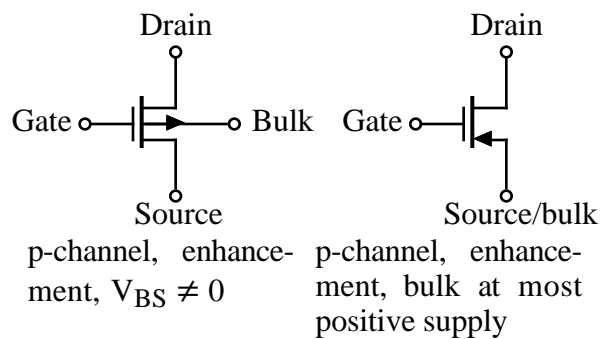 Drain
Gate
Bulk
Source
p-channel, enhance-
ment, V_BS ≠ 0
Drain
Gate
Source/bulk
p-channel, enhance-
ment, bulk at most
positive supply